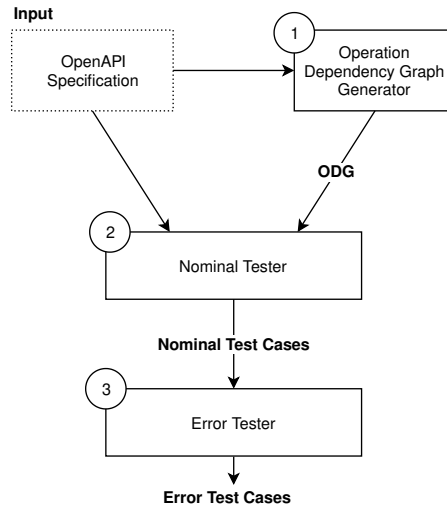 Input
OpenAPI
Specification
1
Operation
Dependency Graph
Generator
ODG
2
Nominal Tester
Nominal Test Cases
3
Error Tester
Error Test Cases